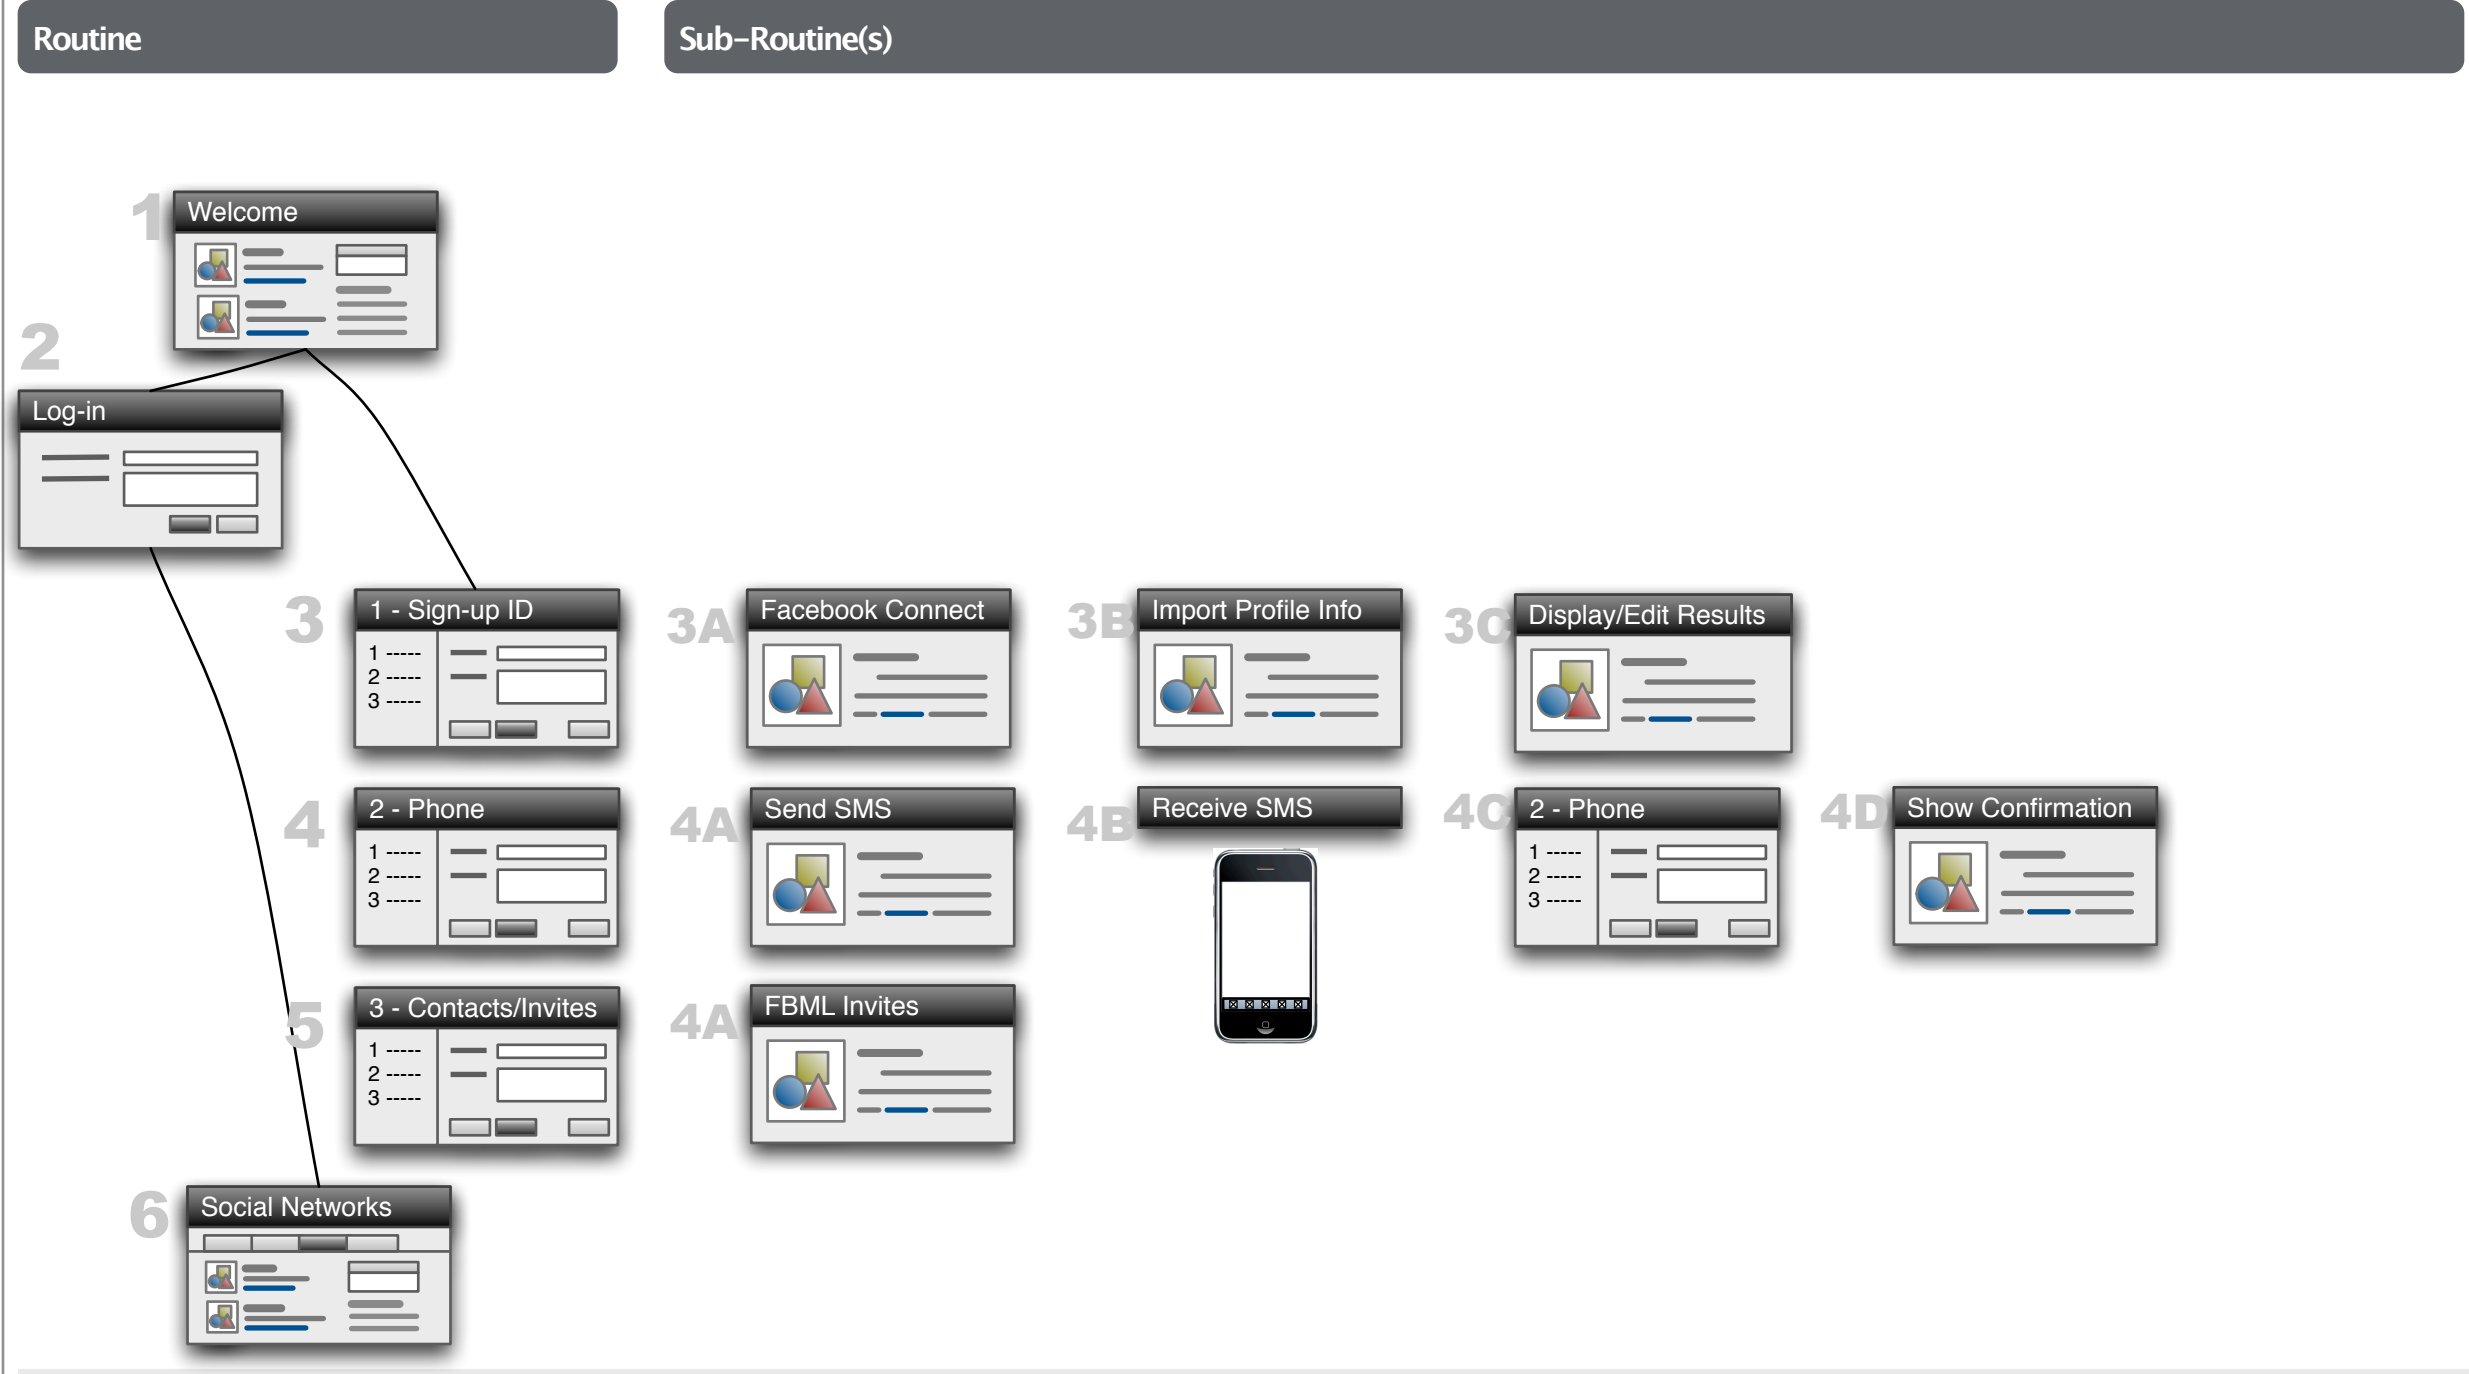 Routine
Sub-Routine(s)
1
Welcome
2
Log-in
3
1 - Sign-up ID
1 -----
2 -----
3 -----
3A
Facebook Connect
3B
Import Profile Info
3C
Display/Edit Results
4
2 - Phone
1 -----
2 -----
3 -----
4A
Send SMS
4B
Receive SMS
4C
2 - Phone
1 -----
2 -----
3 -----
4D
Show Confirmation
5
3 - Contacts/Invites
1 -----
2 -----
3 -----
4A
FBML Invites
6
Social Networks